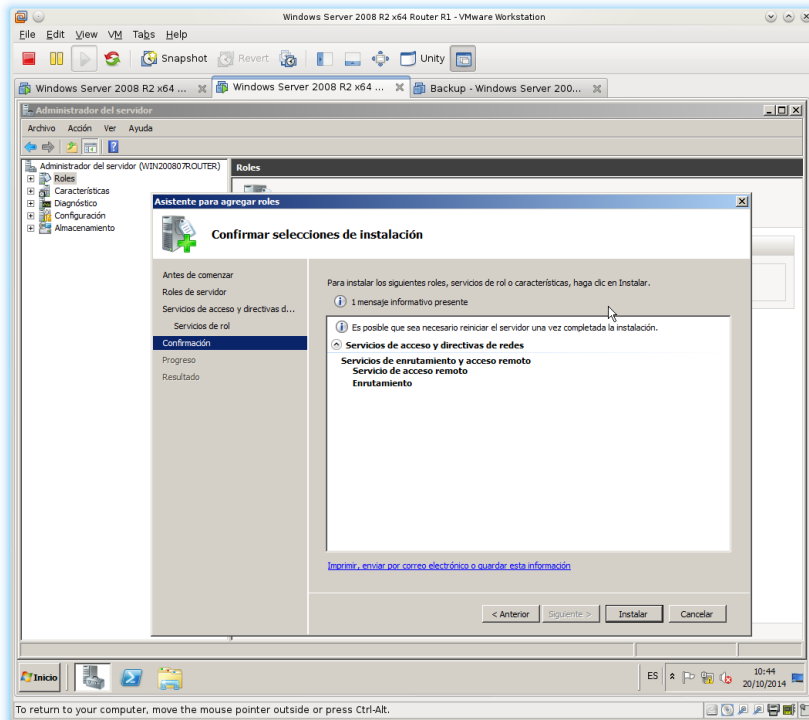 Windows Server 2008 R2 x64 Router R1 - VMware Workstation
File Edit View VM Tabs Help
Snapshot Revert Unity
Windows Server 2008 R2 x64 ... Windows Server 2008 R2 x64 ... Backup - Windows Server 200...
Administrador del servidor
Archivo Acción Ver Ayuda
Administrador del servidor (WIN200807ROUTER)
Roles
Características
Diagnóstico
Configuración
Almacenamiento
Roles
Asistente para agregar roles
Confirmar selecciones de instalación
Antes de comenzar
Roles de servidor
Servicios de acceso y directivas d...
Servicios de rol
Confirmación
Progreso
Resultado
Para instalar los siguientes roles, servicios de rol o características, haga clic en Instalar.
1 mensaje informativo presente
Es posible que sea necesario reiniciar el servidor una vez completada la instalación.
Servicios de acceso y directivas de redes
Servicios de enrutamiento y acceso remoto
Servicio de acceso remoto
Enrutamiento
Imprimir, enviar por correo electrónico o guardar esta información
< Anterior Siguiente > Instalar Cancelar
Inicio ES 10:44
20/10/2014
To return to your computer, move the mouse pointer outside or press Ctrl-Alt.